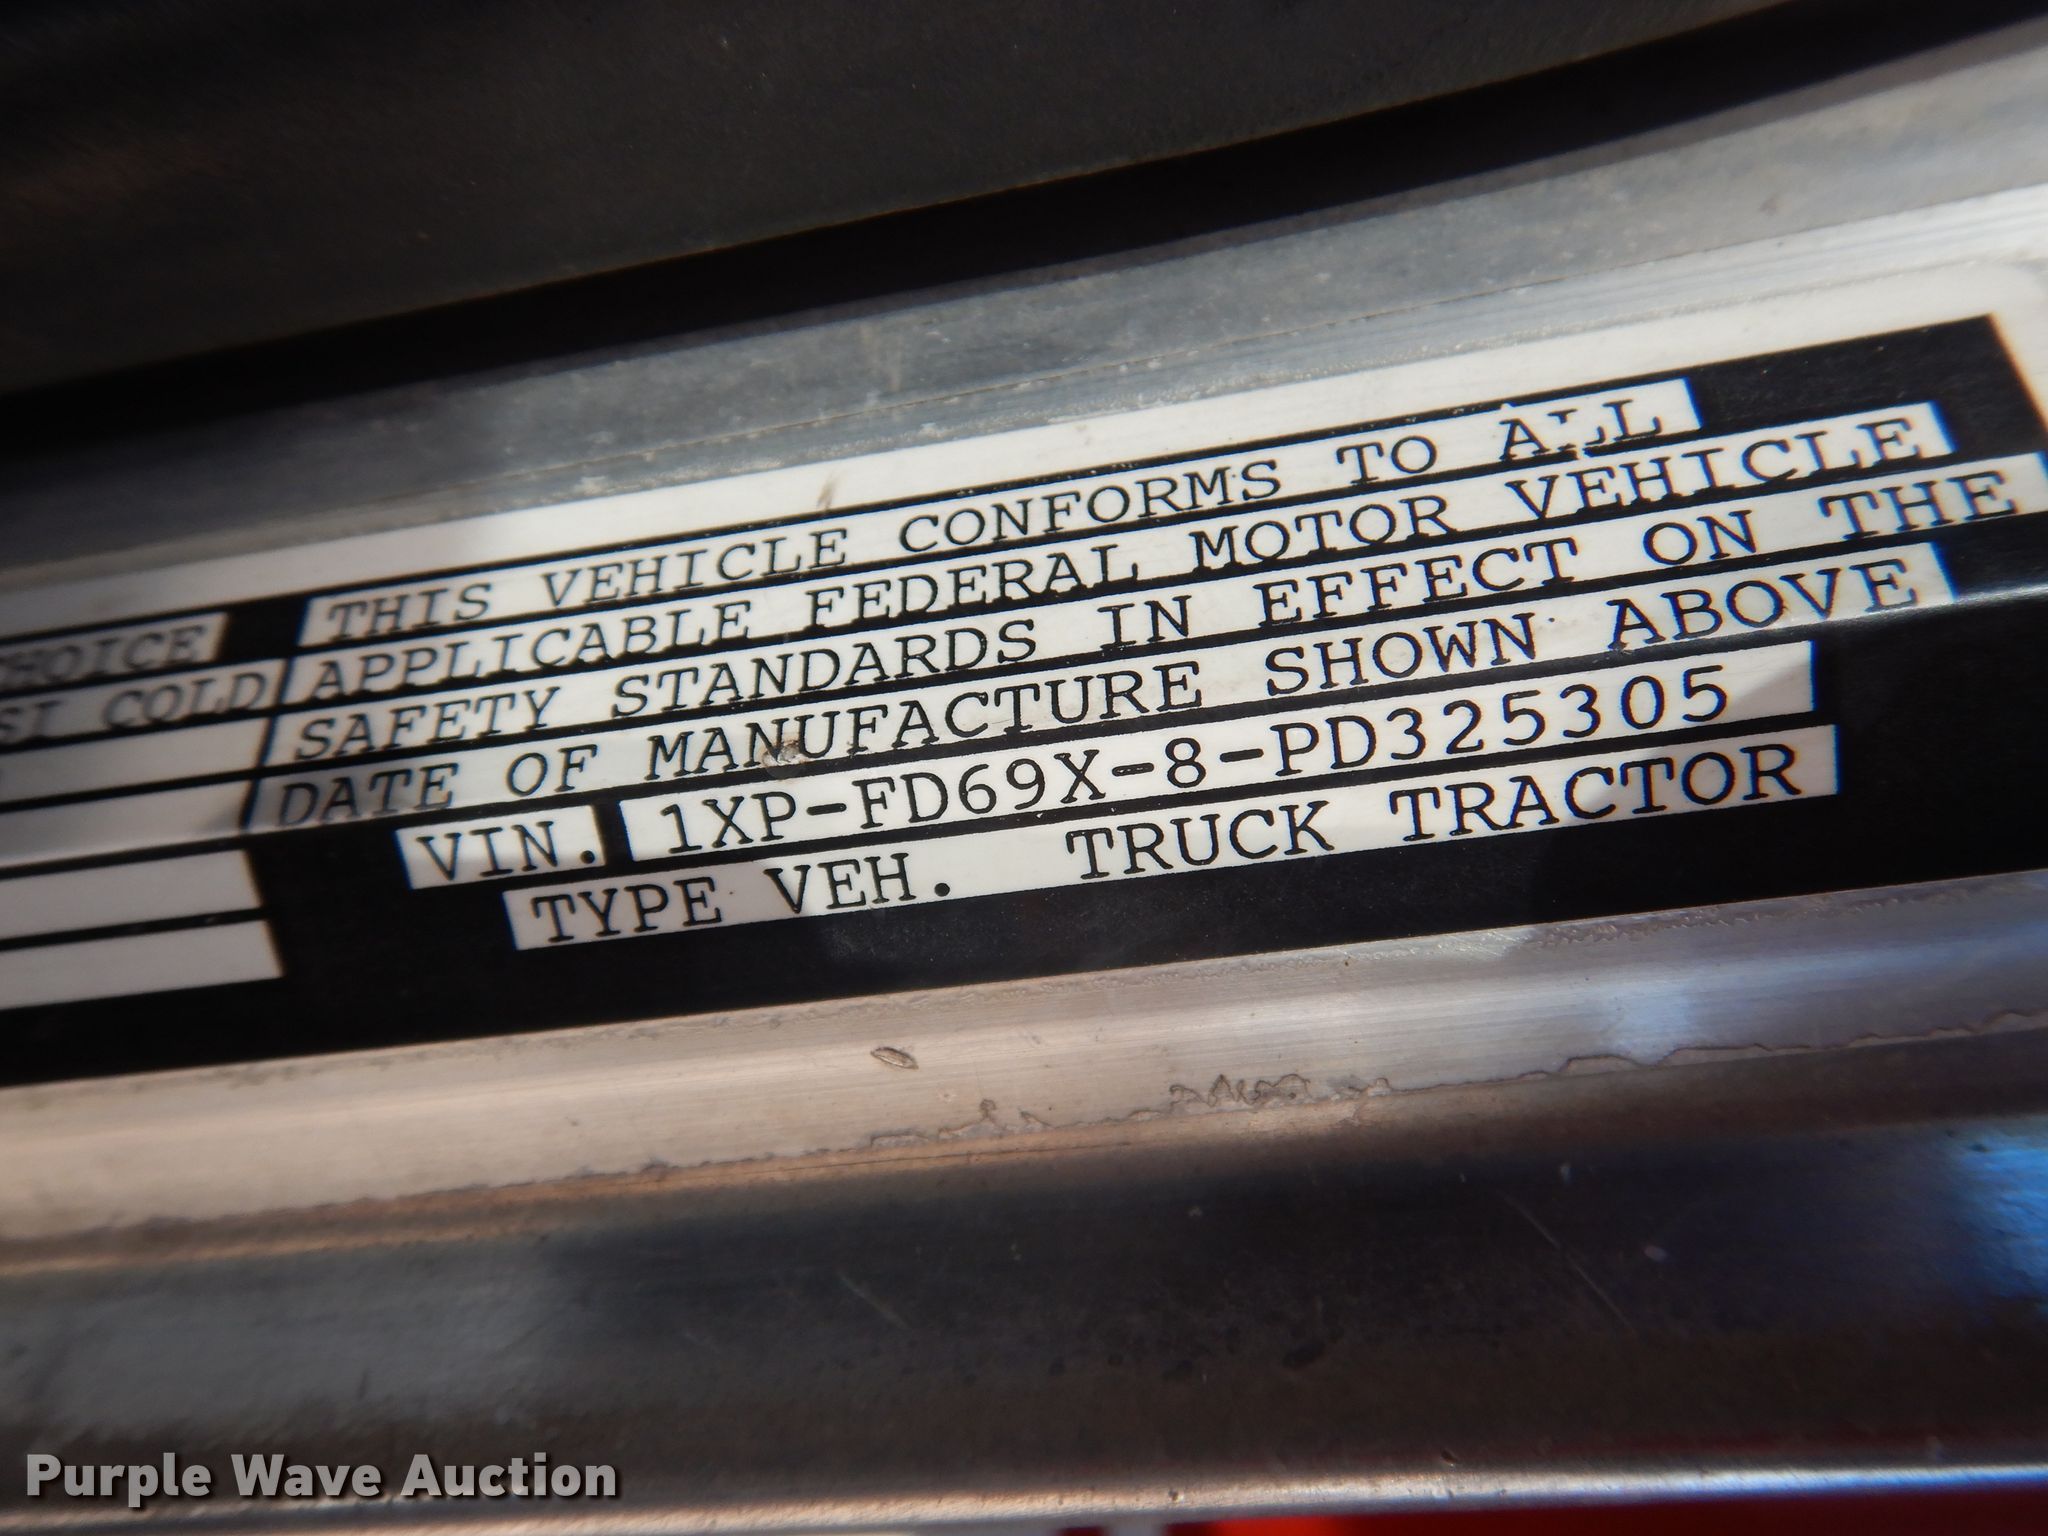 THIS VEHICLE CONFORMS TO ALL
APPLICABLE FEDERAL MOTOR VEHICLE
COLD
SAFETY STANDARDS IN EFFECT ON THE
DATE OF MANUFACTURE SHOWN ABOVE
VIN. 1XP-FD69X-8-PD325305
TYPE VEH. TRUCK TRACTOR
Purple Wave Auction